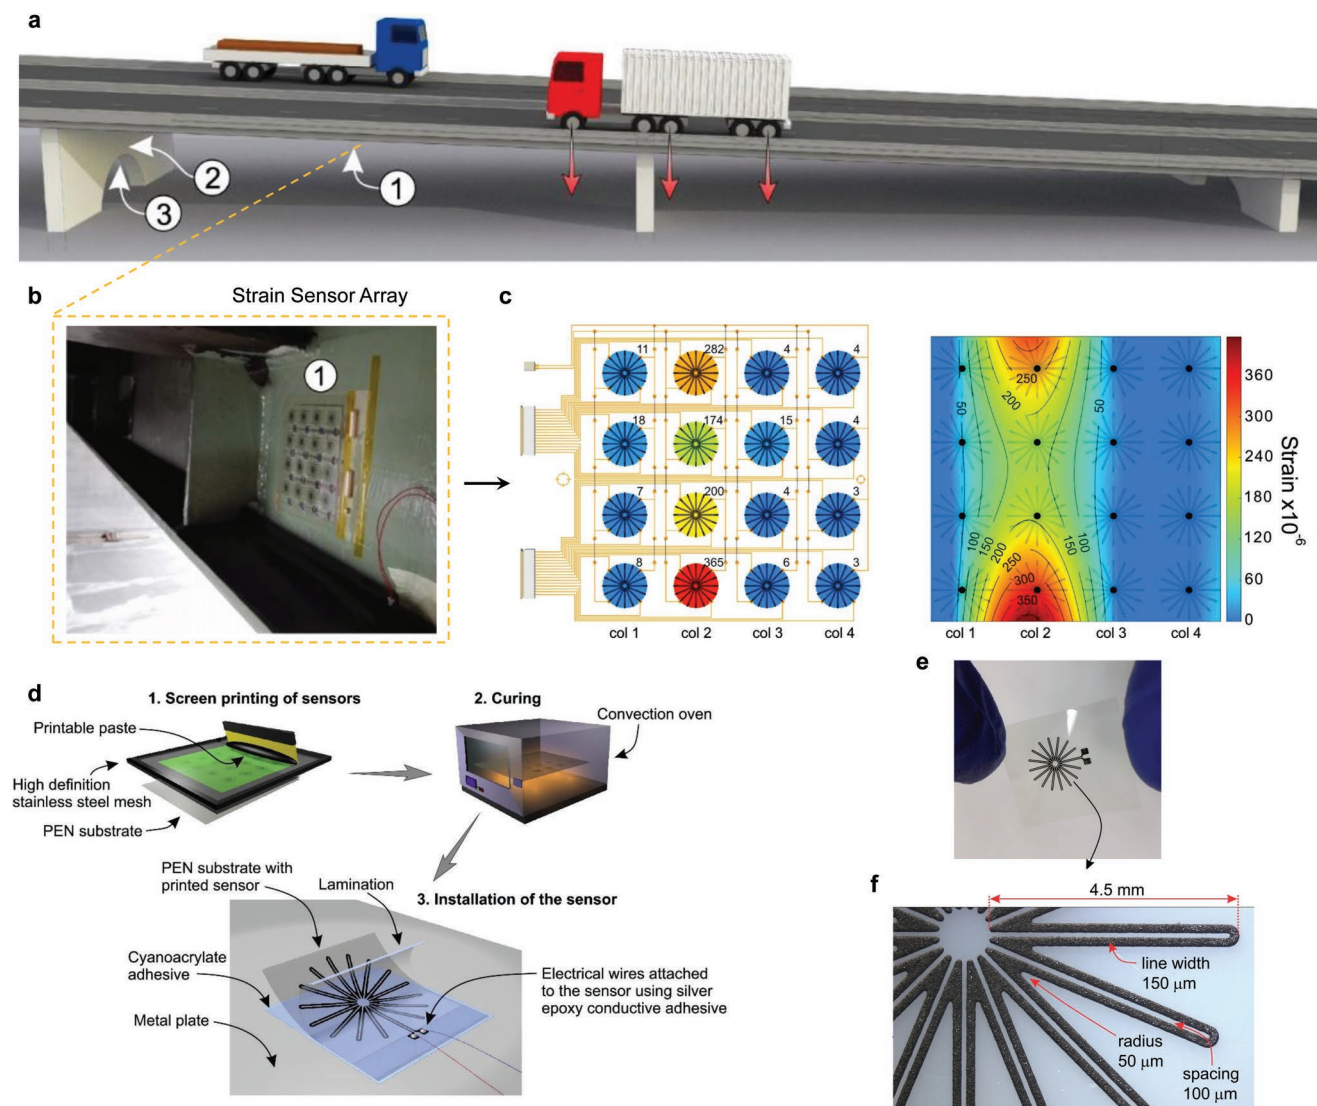 a
2
1
3
b
Strain Sensor Array
1
c
11
282
4
4
18
174
15
4
7
200
4
3
8
365
6
3
col 1
col 2
col 3
col 4
250
200
50
50
100
150
200
250
300
350
150
100
col 1
col 2
col 3
col 4
360
300
240
180
120
60
0
Strain x10-6
d
1. Screen printing of sensors
Printable paste
High definition
stainless steel mesh
PEN substrate
2. Curing
Convection oven
PEN substrate with
printed sensor
Lamination
3. Installation of the sensor
Cyanoacrylate
adhesive
Metal plate
Electrical wires attached
to the sensor using silver
epoxy conductive adhesive
e
f
4.5 mm
line width
150 μm
radius
50 μm
spacing
100 μm